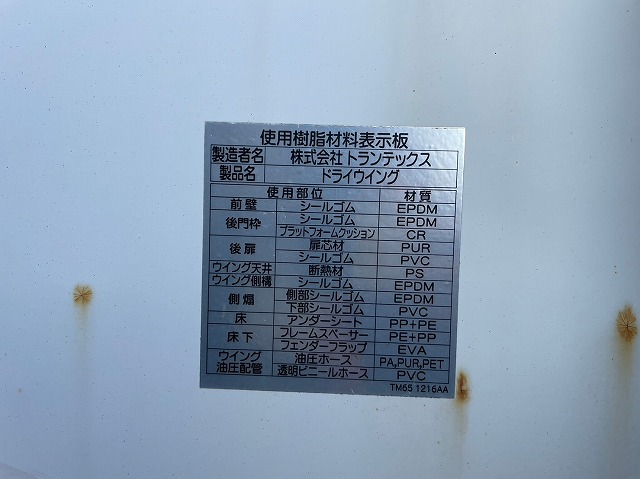 使用樹脂材料表示板
製造者名 株式会社 トランテックス
製品名 ドライウイング
使用部位 材質
前壁 シールゴム EPDM
後門枠 シールゴム EPDM
プラットフォームクッション CR
後扉 扉芯材 PUR
シールゴム PVC
ウイング天井 断熱材 PS
ウイング側構 シールゴム EPDM
側煽 側部シールゴム EPDM
下部シールゴム PVC
床 アンダーシート PP+PE
床下 フレームスペーサー PE+PP
フェンダーフラップ EVA
ウイング 油圧ホース PA,PUR,PET
油圧配管 透明ビニールホース PVC
TM65 1216AA